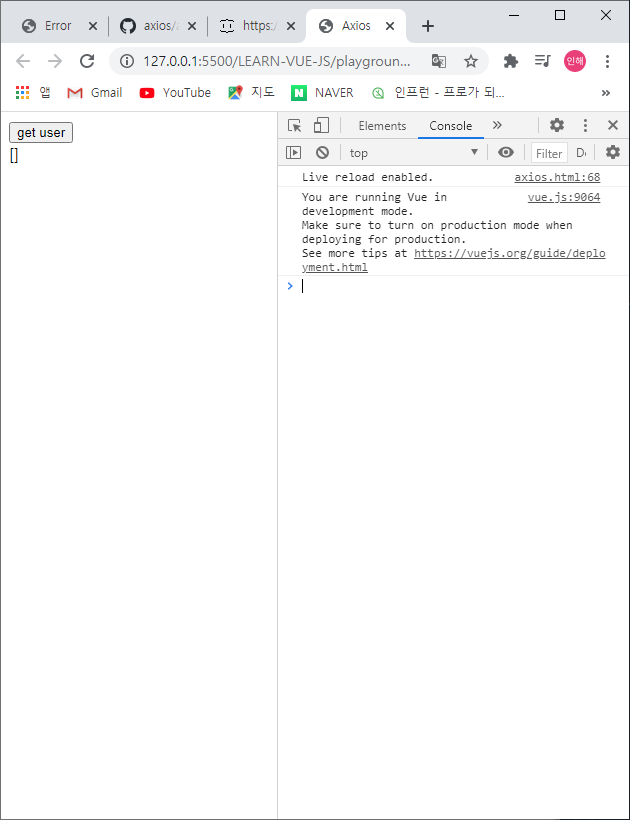 Error
axios/a
https:/
Axios
127.0.0.1:5500/LEARN-VUE-JS/playgroun...
인해
앱
Gmail
YouTube
지도
NAVER
인프런 - 프로가 되...
»
get user
[]
Elements
Console
»
top
Filter
Live reload enabled.
axios.html:68
You are running Vue in
vue.js:9064
development mode.
Make sure to turn on production mode when
deploying for production.
See more tips at https://vuejs.org/guide/deplo
yment.html